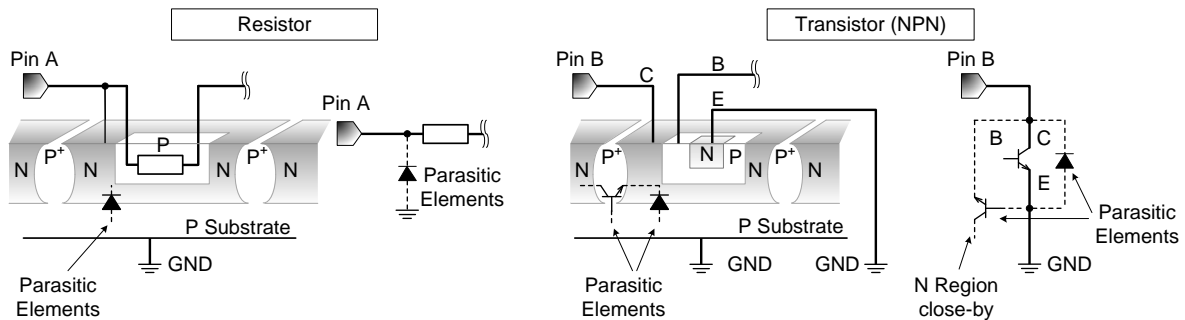 Resistor
Transistor (NPN)
Pin A
Pin A
N
P+
N
P
N
P+
N
Parasitic
Elements
P Substrate
GND
Parasitic
Elements
Pin B
C
B
E
N
P+
N
N
P
N
P+
N
P Substrate
GND
GND
Parasitic
Elements
Pin B
B
C
E
Parasitic
Elements
GND
N Region
close-by